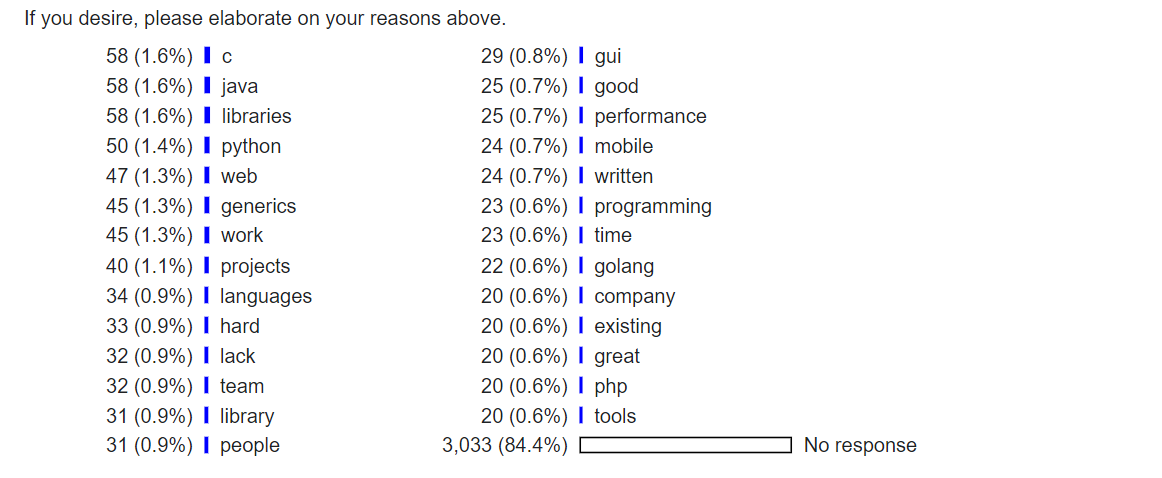 If you desire, please elaborate on your reasons above.
58 (1.6%) c
58 (1.6%) java
58 (1.6%) libraries
50 (1.4%) python
47 (1.3%) web
45 (1.3%) generics
45 (1.3%) work
40 (1.1%) projects
34 (0.9%) languages
33 (0.9%) hard
32 (0.9%) lack
32 (0.9%) team
31 (0.9%) library
31 (0.9%) people
29 (0.8%) gui
25 (0.7%) good
25 (0.7%) performance
24 (0.7%) mobile
24 (0.7%) written
23 (0.6%) programming
23 (0.6%) time
22 (0.6%) golang
20 (0.6%) company
20 (0.6%) existing
20 (0.6%) great
20 (0.6%) php
20 (0.6%) tools
3,033 (84.4%) No response